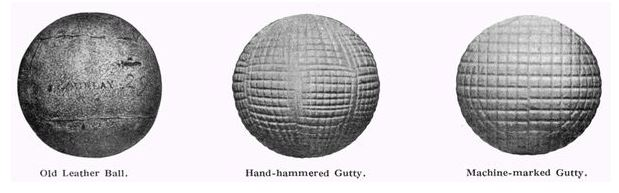 Old Leather Ball.
Hand-hammered Gutty.
Machine-marked Gutty.